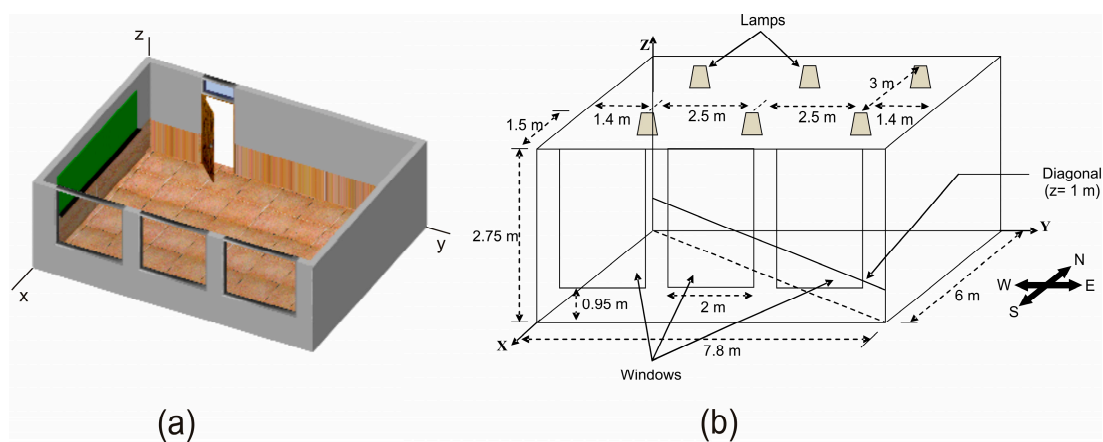 z
y
x
(a)
Lamps
Z
3 m
1.4 m
2.5 m
2.5 m
1.4 m
1.5 m
Diagonal
(z= 1 m)
2.75 m
Y
N
W
E
S
6 m
0.95 m
2 m
X
7.8 m
Windows
(b)